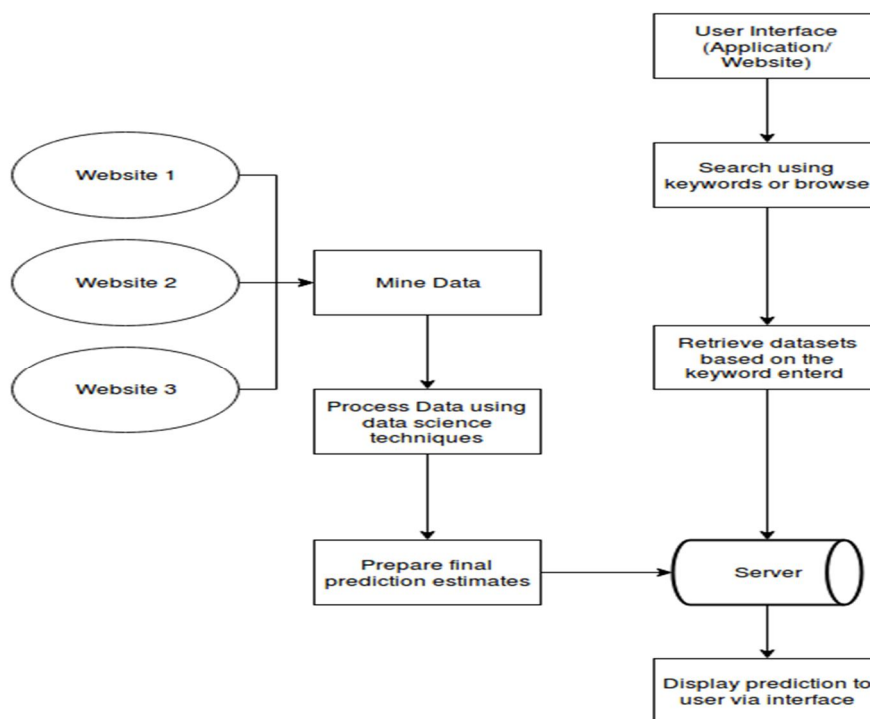 User Interface
(Application/
Website)
Search using
keywords or browse
Website 1
Website 2
Website 3
Mine Data
Retrieve datasets
based on the
keyword enterd
Process Data using
data science
techniques
Prepare final
prediction estimates
Server
Display prediction to
user via interface